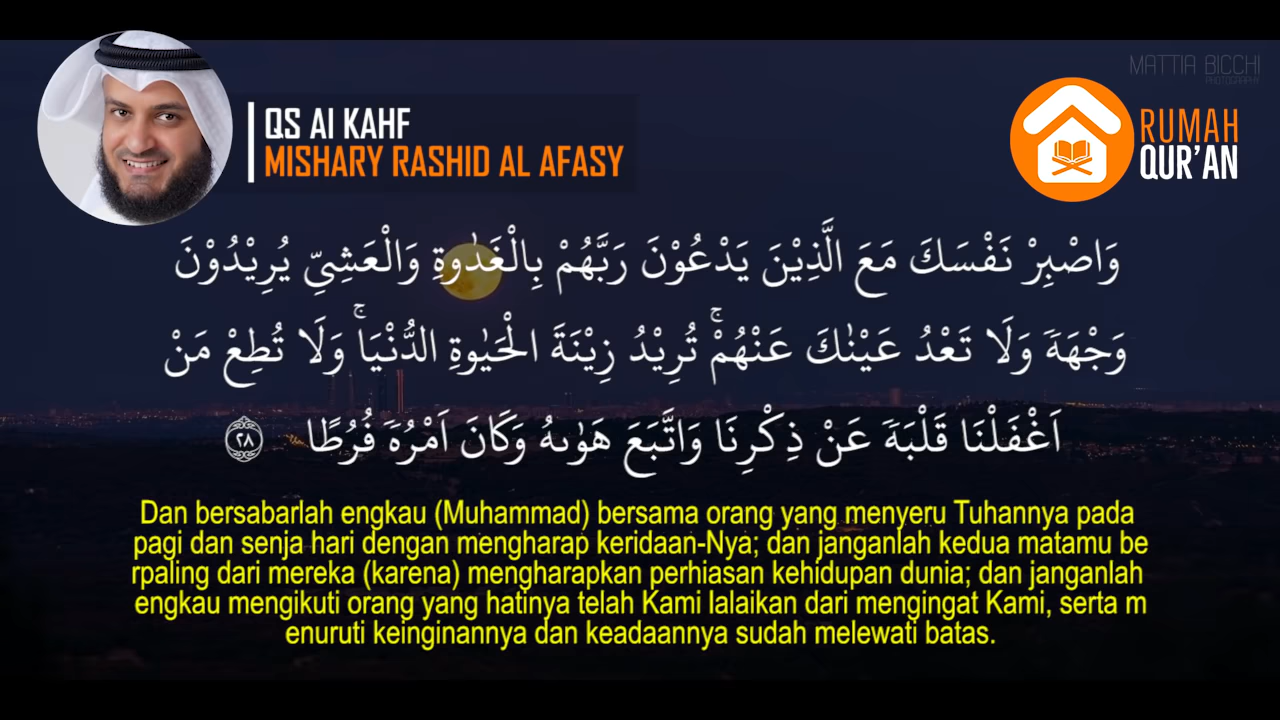 MATTIA BICCHI
PHOTOGRAPHY
QS Al KAHF
MISHARY RASHID AL AFASY
RUMAH
QUR'AN
وَاصْبِرْ نَفْسَكَ مَعَ الَّذِيْنَ يَدْعُوْنَ رَبَّهُمْ بِالْغَدٰوةِ وَالْعَشِيِّ يُرِيْدُوْنَ
وَجْهَهٗ وَلَا تَعْدُ عَيْنٰكَ عَنْهُمْۚ تُرِيْدُ زِيْنَةَ الْحَيٰوةِ الدُّنْيَاۚ وَلَا تُطِعْ مَنْ
اَغْفَلْنَا قَلْبَهٗ عَنْ ذِكْرِنَا وَاتَّبَعَ هَوٰىهُ وَكَانَ اَمْرُهٗ فُرُطًا ٢٨
Dan bersabarlah engkau (Muhammad) bersama orang yang menyeru Tuhannya pada
pagi dan senja hari dengan mengharap keridaan-Nya; dan janganlah kedua matamu be
rpaling dari mereka (karena) mengharapkan perhiasan kehidupan dunia; dan janganlah
engkau mengikuti orang yang hatinya telah Kami lalaikan dari mengingat Kami, serta m
enuruti keinginannya dan keadaannya sudah melewati batas.